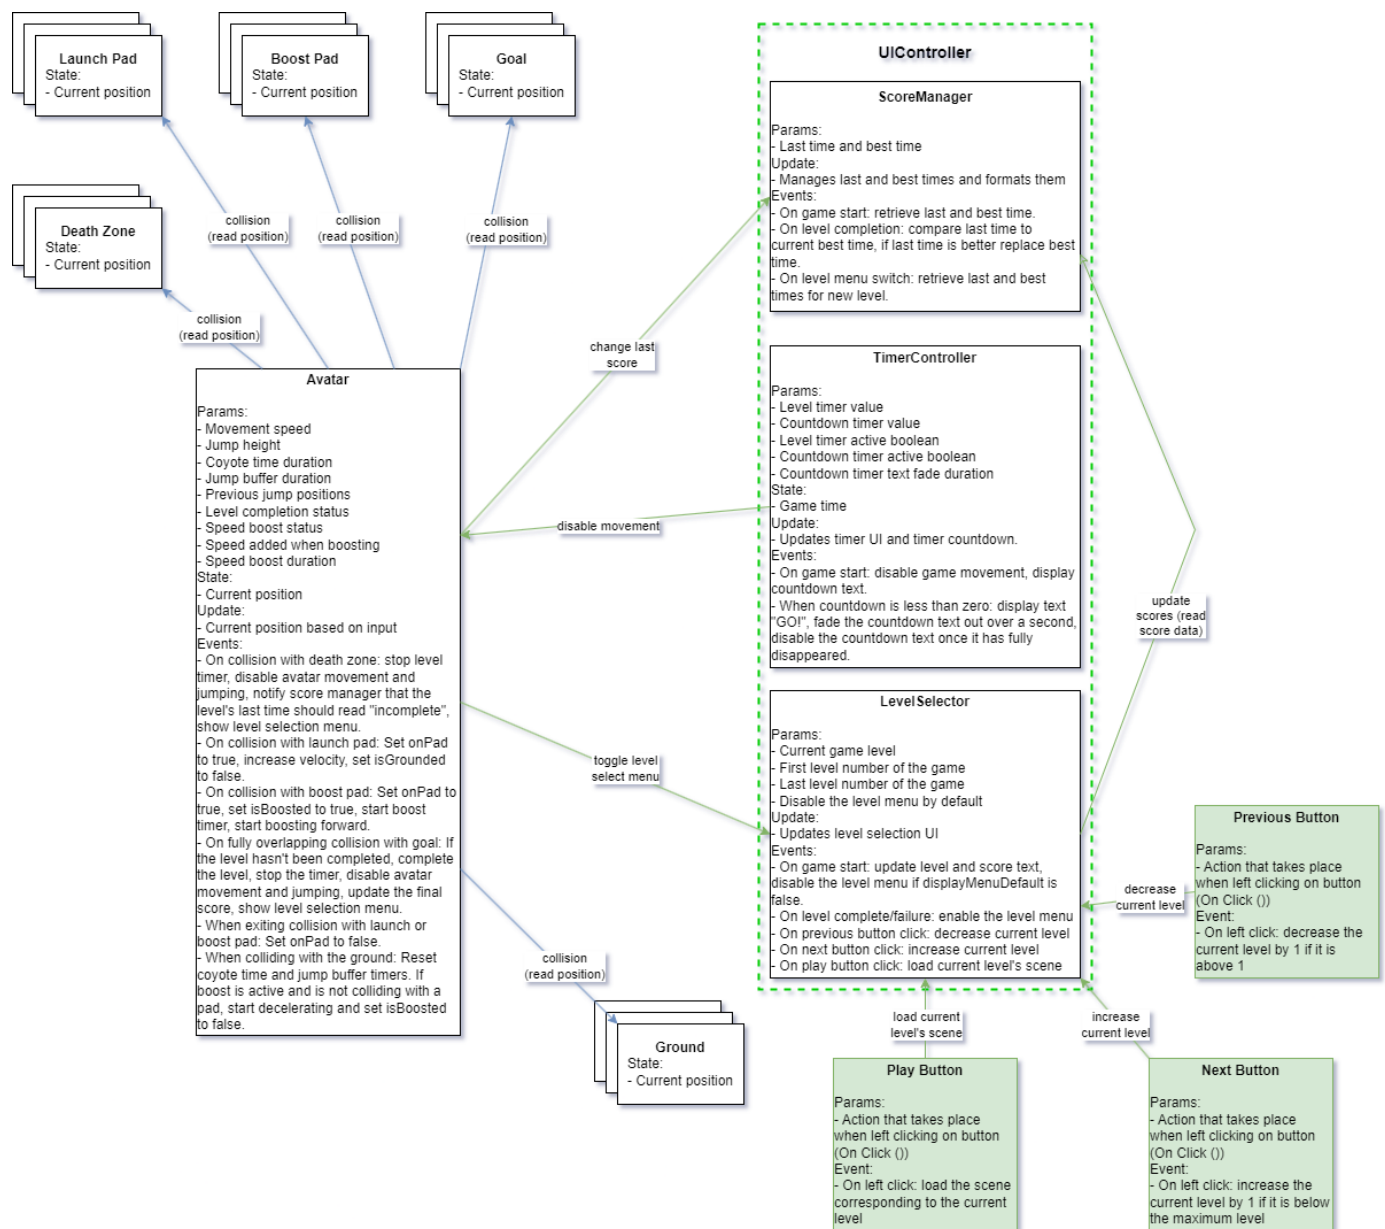 Launch Pad
State:
- Current position
Boost Pad
State:
- Current position
Goal
State:
- Current position
Death Zone
State:
- Current position
collision
(read position)
collision
(read position)
collision
(read position)
collision
(read position)
Avatar
Params:
- Movement speed
- Jump height
- Coyote time duration
- Jump buffer duration
- Previous jump positions
- Level completion status
- Speed boost status
- Speed added when boosting
- Speed boost duration
State:
- Current position
Update:
- Current position based on input
Events:
- On collision with death zone: stop level
timer, disable avatar movement and
jumping, notify score manager that the
level's last time should read "incomplete",
show level selection menu.
- On collision with launch pad: Set onPad
to true, increase velocity, set isGrounded
to false.
- On collision with boost pad: Set onPad to
true, set isBoosted to true, start boost
timer, start boosting forward.
- On fully overlapping collision with goal: If
the level hasn't been completed, complete
the level, stop the timer, disable avatar
movement and jumping, update the final
score, show level selection menu.
- When exiting collision with launch or
boost pad: Set onPad to false.
- When colliding with the ground: Reset
coyote time and jump buffer timers. If
boost is active and is not colliding with a
pad, start decelerating and set isBoosted
to false.
change last
score
disable movement
toggle level
select menu
collision
(read position)
Ground
State:
- Current position
UIController
ScoreManager
Params:
- Last time and best time
Update:
- Manages last and best times and formats them
Events:
- On game start: retrieve last and best time.
- On level completion: compare last time to
current best time, if last time is better replace best
time.
- On level menu switch: retrieve last and best
times for new level.
TimerController
Params:
- Level timer value
- Countdown timer value
- Level timer active boolean
- Countdown timer active boolean
- Countdown timer text fade duration
State:
- Game time
Update:
- Updates timer UI and timer countdown.
Events:
- On game start: disable game movement, display
countdown text.
- When countdown is less than zero: display text
"GO!", fade the countdown text out over a second,
disable the countdown text once it has fully
disappeared.
LevelSelector
Params:
- Current game level
- First level number of the game
- Last level number of the game
- Disable the level menu by default
Update:
- Updates level selection UI
Events:
- On game start: update level and score text,
disable the level menu if displayMenuDefault is
false.
- On level complete/failure: enable the level menu
- On previous button click: decrease current level
- On next button click: increase current level
- On play button click: load current level's scene
update
scores (read
score data)
decrease
current level
Previous Button
Params:
- Action that takes place
when left clicking on button
(On Click ())
Event:
- On left click: decrease the
current level by 1 if it is
above 1
load current
level's scene
increase
current level
Play Button
Params:
- Action that takes place
when left clicking on button
(On Click ())
Event:
- On left click: load the scene
corresponding to the current
level
Next Button
Params:
- Action that takes place
when left clicking on button
(On Click ())
Event:
- On left click: increase the
current level by 1 if it is below
the maximum level